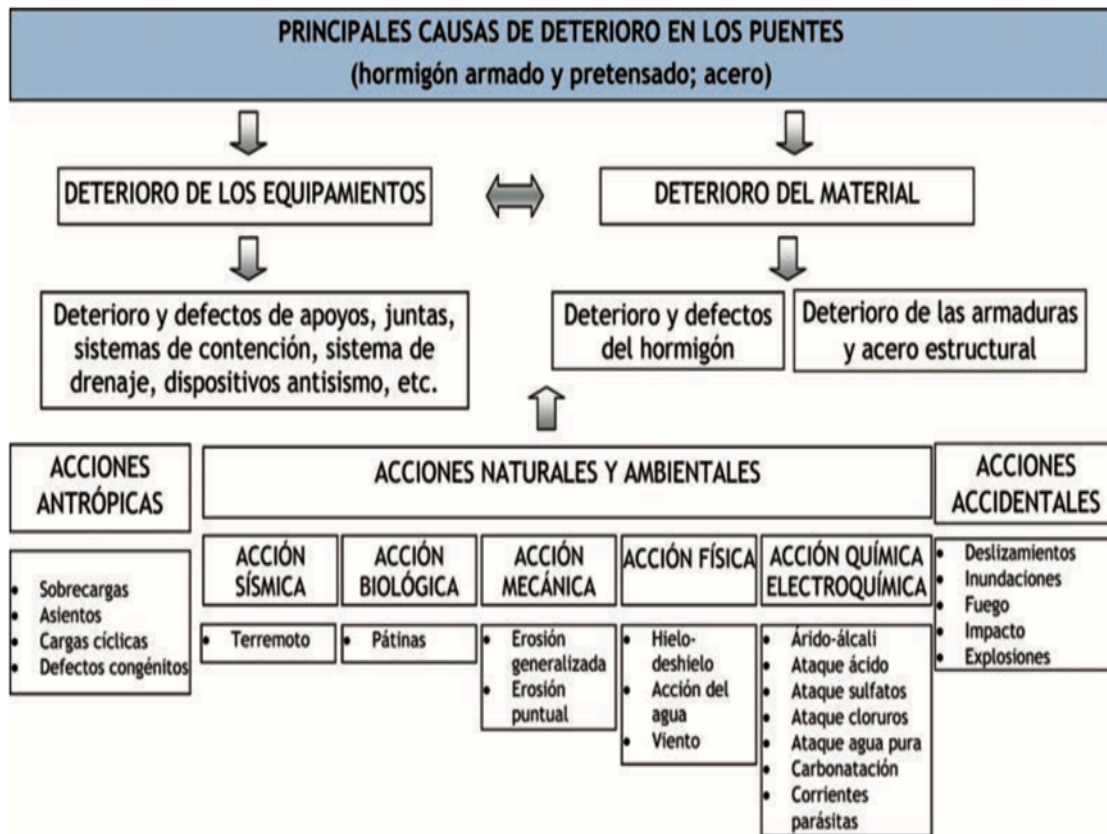 PRINCIPALES CAUSAS DE DETERIORO EN LOS PUENTES
(hormigón armado y pretensado; acero)
DETERIORO DE LOS EQUIPAMIENTOS
DETERIORO DEL MATERIAL
Deterioro y defectos de apoyos, juntas,
sistemas de contención, sistema de
drenaje, dispositivos antisismo, etc.
Deterioro y defectos
del hormigón
Deterioro de las armaduras
y acero estructural
ACCIONES
ANTRÓPICAS
• Sobrecargas
• Asientos
• Cargas cíclicas
• Defectos congénitos
ACCIONES NATURALES Y AMBIENTALES
ACCIÓN
SÍSMICA
• Terremoto
ACCIÓN
BIOLÓGICA
• Pátinas
ACCIÓN
MECÁNICA
• Erosión
generalizada
• Erosión
puntual
ACCIÓN FÍSICA
• Hielo-
deshielo
• Acción del
agua
• Viento
ACCIÓN QUÍMICA
ELECTROQUÍMICA
• Árido-álcali
• Ataque ácido
• Ataque sulfatos
• Ataque cloruros
• Ataque agua pura
• Carbonatación
• Corrientes
parásitas
ACCIONES
ACCIDENTALES
• Deslizamientos
• Inundaciones
• Fuego
• Impacto
• Explosiones